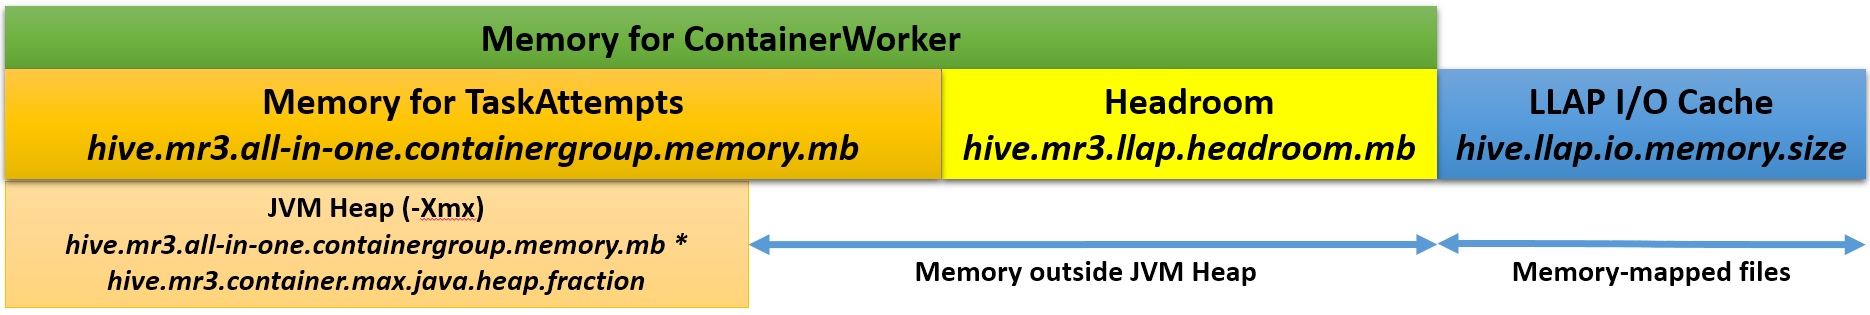 Memory for ContainerWorker
Memory for TaskAttempts
hive.mr3.all-in-one.containergroup.memory.mb
Headroom
hive.mr3.llap.headroom.mb
LLAP I/O Cache
hive.llap.io.memory.size
JVM Heap (-Xmx)
hive.mr3.all-in-one.containergroup.memory.mb *
hive.mr3.container.max.java.heap.fraction
Memory outside JVM Heap
Memory-mapped files